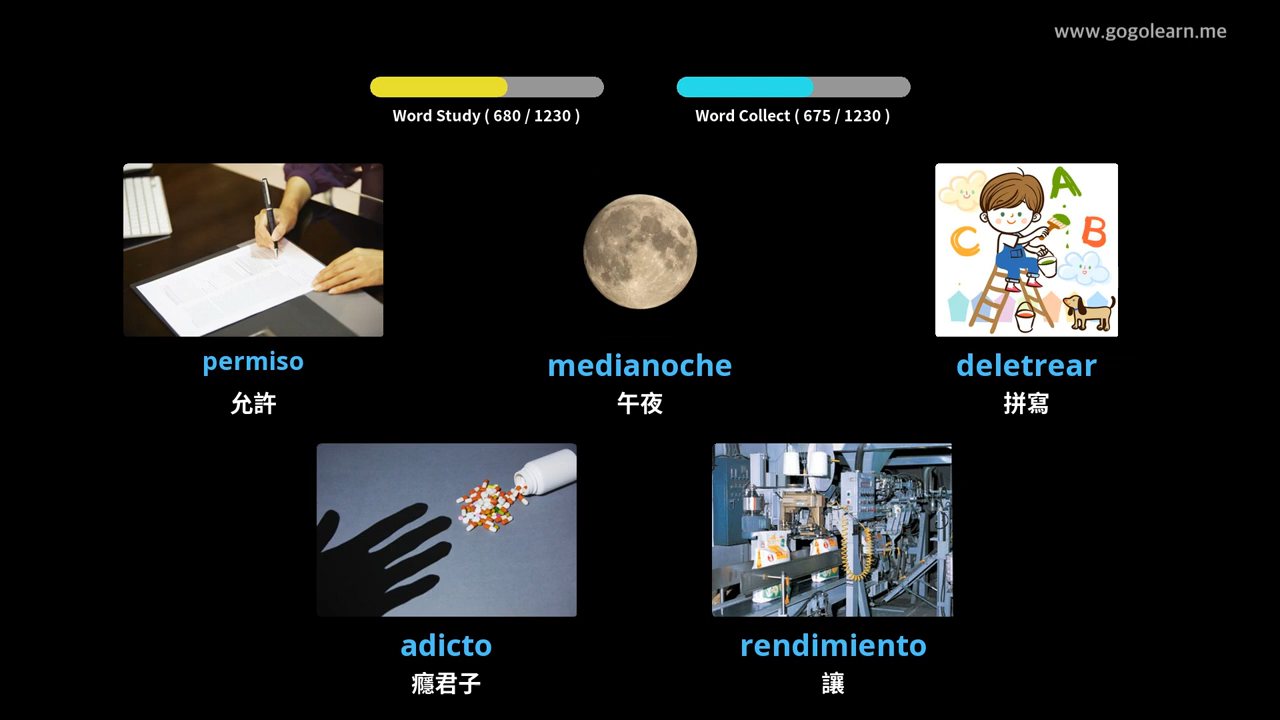 www.gogolearn.me
Word Study ( 680 / 1230 )
Word Collect ( 675 / 1230 )
A
B
C
permiso
允許
medianoche
午夜
deletrear
拼寫
adicto
癮君子
rendimiento
讓